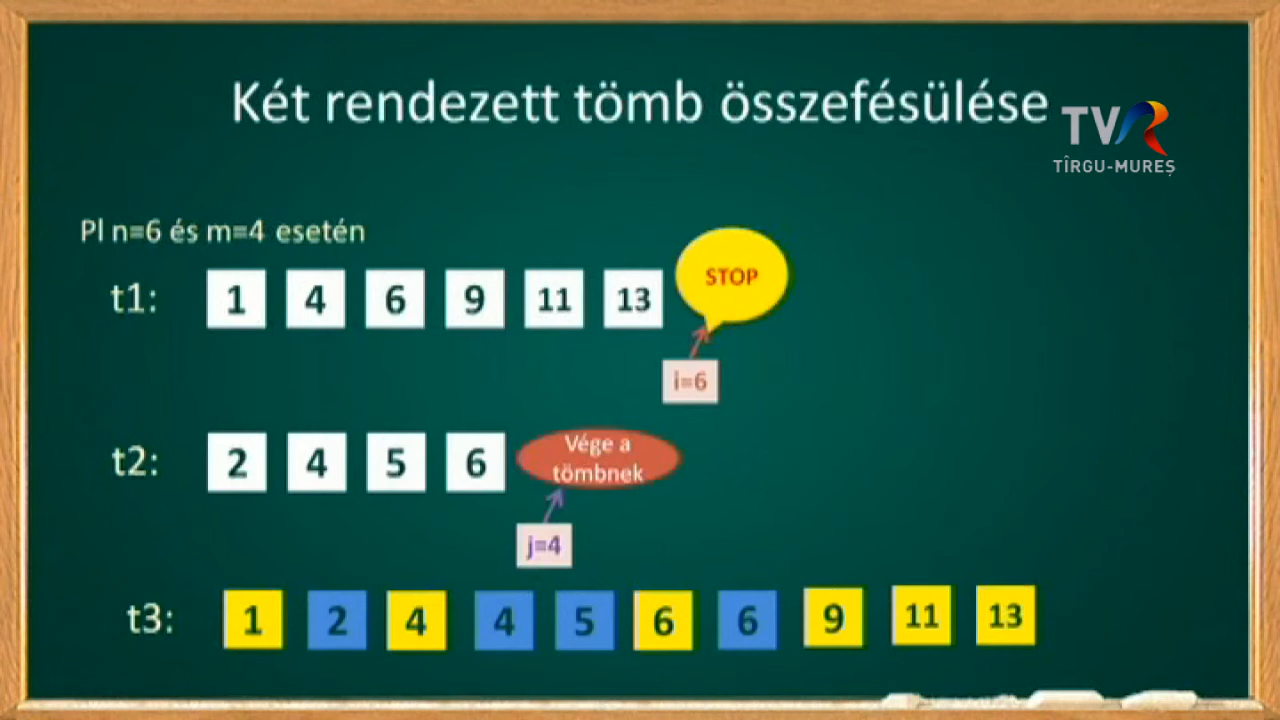 Két rendezett tömb összefésülése
TVR
TÎRGU-MUREȘ
Pl n=6 és m=4 esetén
t1: 1 4 6 9 11 13 STOP
i=6
t2: 2 4 5 6 Vége a
tömbnek
j=4
t3: 1 2 4 4 5 6 6 9 11 13